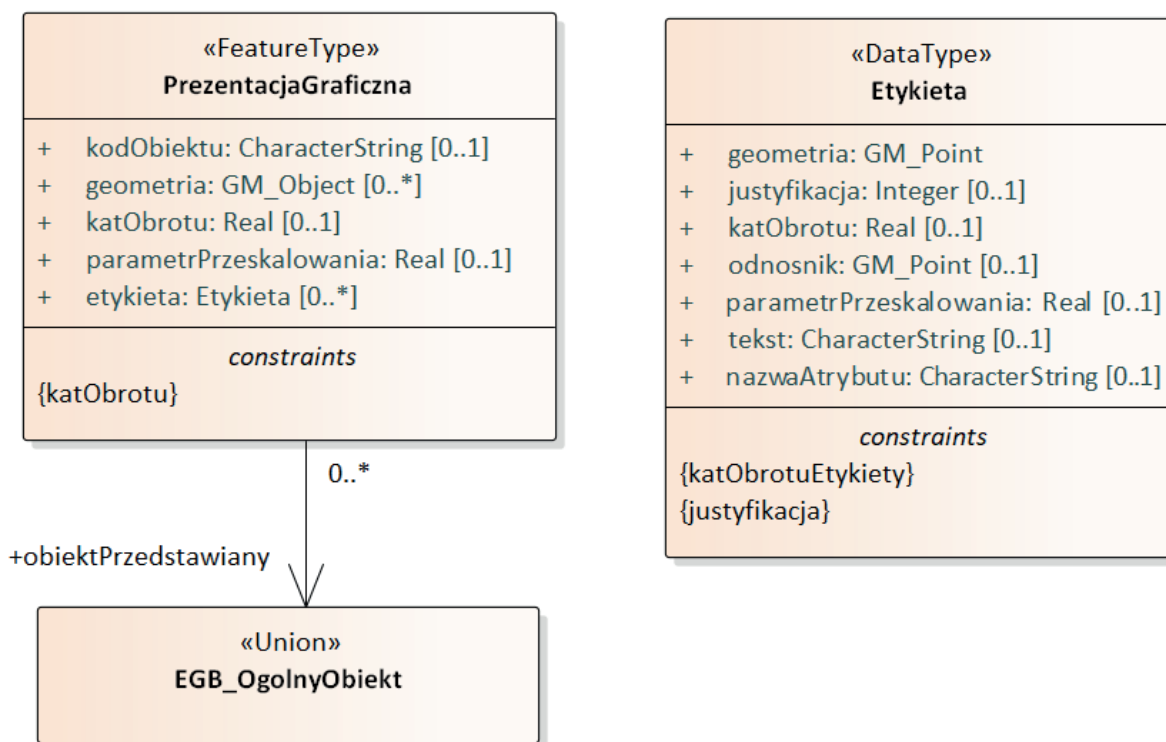 «FeatureType»
PrezentacjaGraficzna
+ kodObiektu: CharacterString [0..1]
+ geometria: GM_Object [0..*]
+ katObrotu: Real [0..1]
+ parametrPrzeskalowania: Real [0..1]
+ etykieta: Etykieta [0..*]
constraints
{katObrotu}
0..*
+obiektPrzedstawiany
«Union»
EGB_OgolnyObiekt
«DataType»
Etykieta
+ geometria: GM_Point
+ justyfikacja: Integer [0..1]
+ katObrotu: Real [0..1]
+ odnosnik: GM_Point [0..1]
+ parametrPrzeskalowania: Real [0..1]
+ tekst: CharacterString [0..1]
+ nazwaAtrybutu: CharacterString [0..1]
constraints
{katObrotuEtykiety}
{justyfikacja}